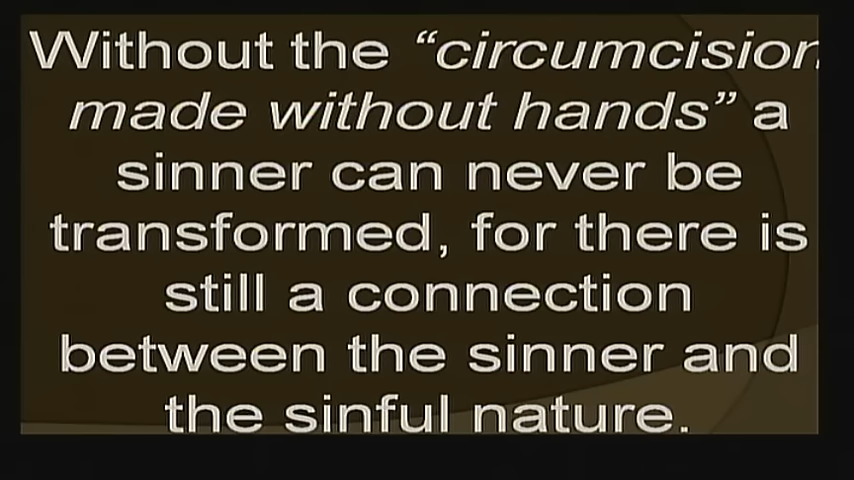 Without the “circumcision
made without hands” a
sinner can never be
transformed, for there is
still a connection
between the sinner and
the sinful nature.